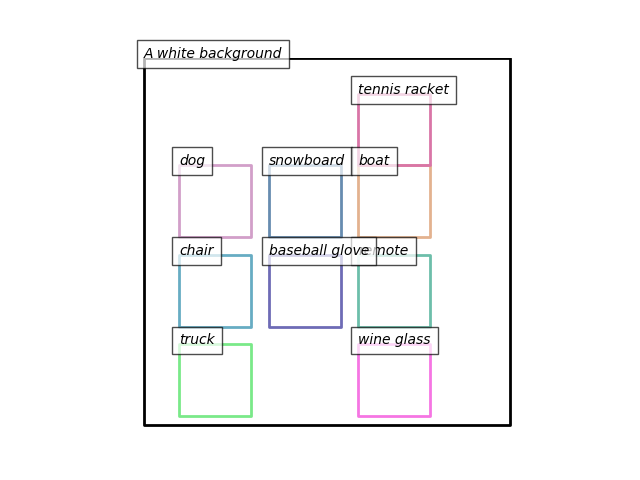 A white background
tennis racket
dog
snowboard
boat
chair
baseball glove
remote
truck
wine glass